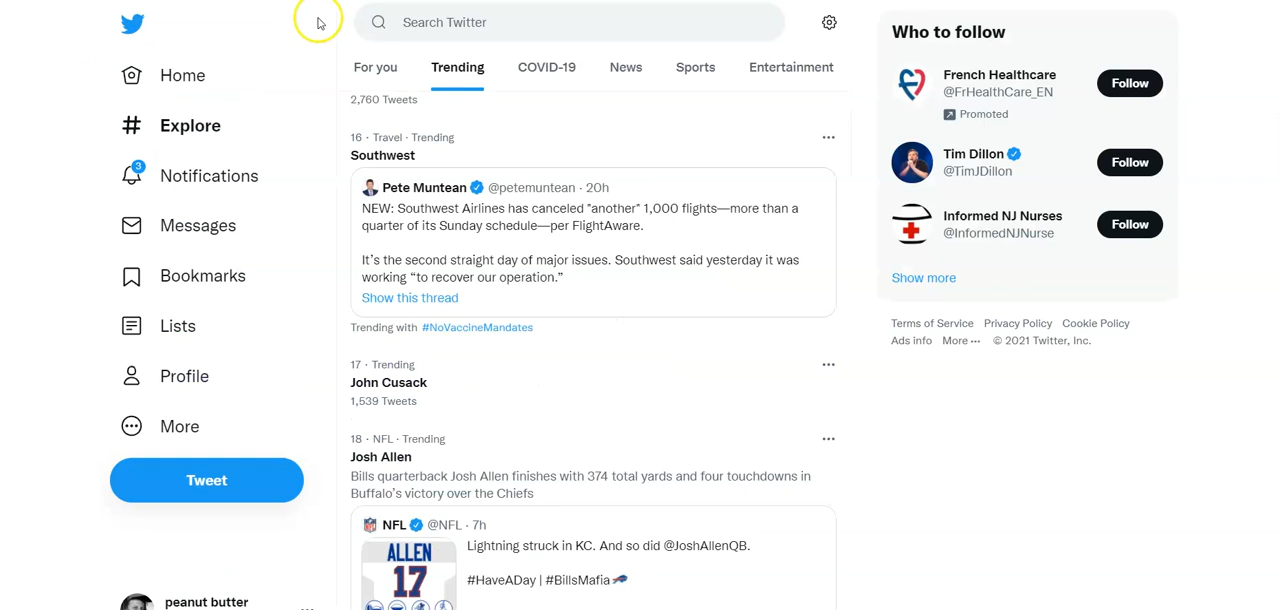 Search Twitter
For you
Trending
COVID-19
News
Sports
Entertainment
Home
Explore
3
Notifications
Messages
Bookmarks
Lists
Profile
More
Tweet
peanut butter
2,760 Tweets
16 · Travel · Trending
Southwest
Pete Muntean @petemuntean · 20h
NEW: Southwest Airlines has canceled "another" 1,000 flights—more than a
quarter of its Sunday schedule—per FlightAware.
It's the second straight day of major issues. Southwest said yesterday it was
working “to recover our operation.”
Show this thread
Trending with #NoVaccineMandates
17 · Trending
John Cusack
1,539 Tweets
18 · NFL · Trending
Josh Allen
Bills quarterback Josh Allen finishes with 374 total yards and four touchdowns in
Buffalo's victory over the Chiefs
NFL @NFL · 7h
Lightning struck in KC. And so did @JoshAllenQB.
#HaveADay | #BillsMafia
ALLEN
17
Who to follow
French Healthcare
@FrHealthCare_EN
Promoted
Follow
Tim Dillon
@TimJDillon
Follow
Informed NJ Nurses
@InformedNJNurse
Follow
Show more
Terms of Service Privacy Policy Cookie Policy
Ads info More ··· © 2021 Twitter, Inc.